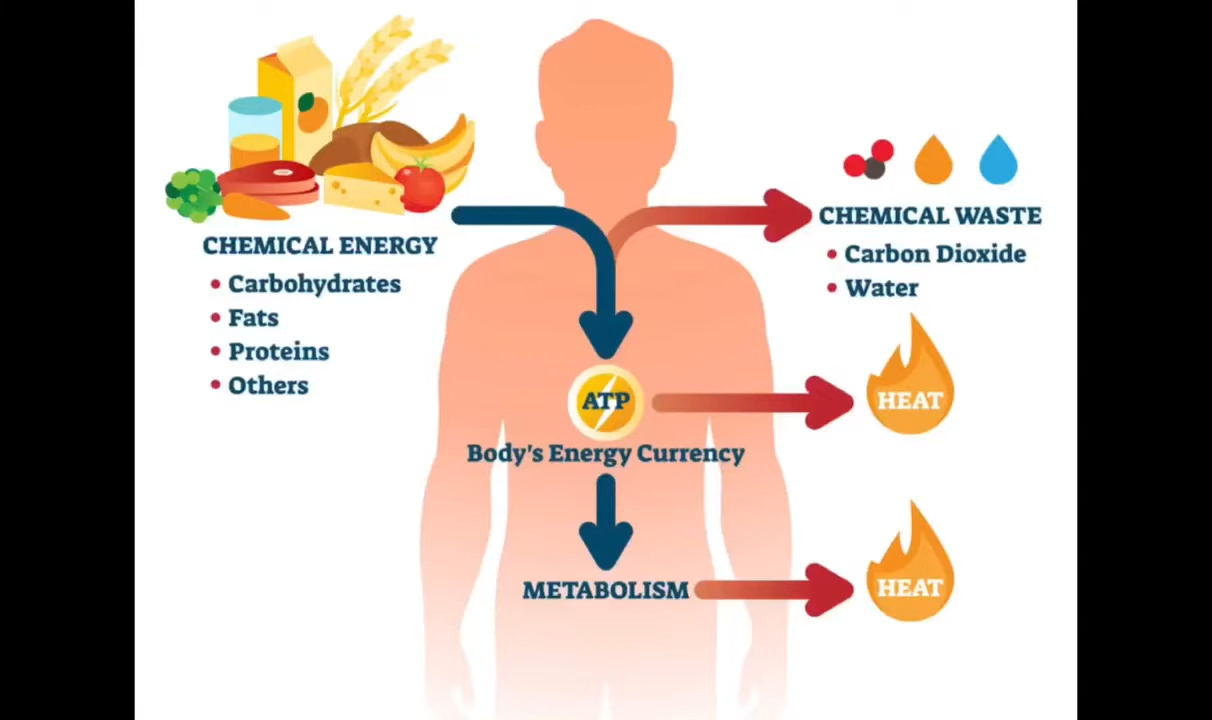 CHEMICAL ENERGY
• Carbohydrates
• Fats
• Proteins
• Others
CHEMICAL WASTE
• Carbon Dioxide
• Water
ATP
HEAT
Body's Energy Currency
METABOLISM
HEAT